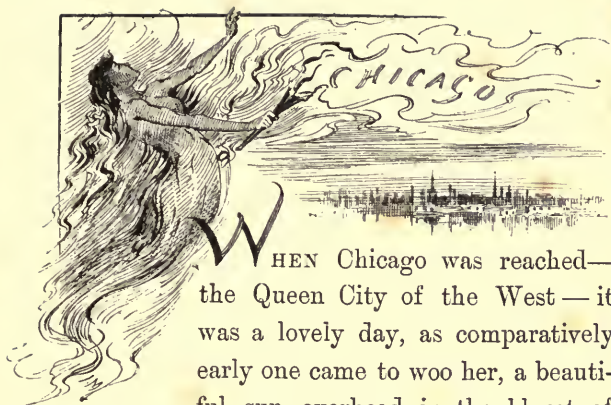 CHICAGO
WHEN Chicago was reached—
the Queen City of the West — it
was a lovely day, as comparatively
early one came to woo her, a beauti-